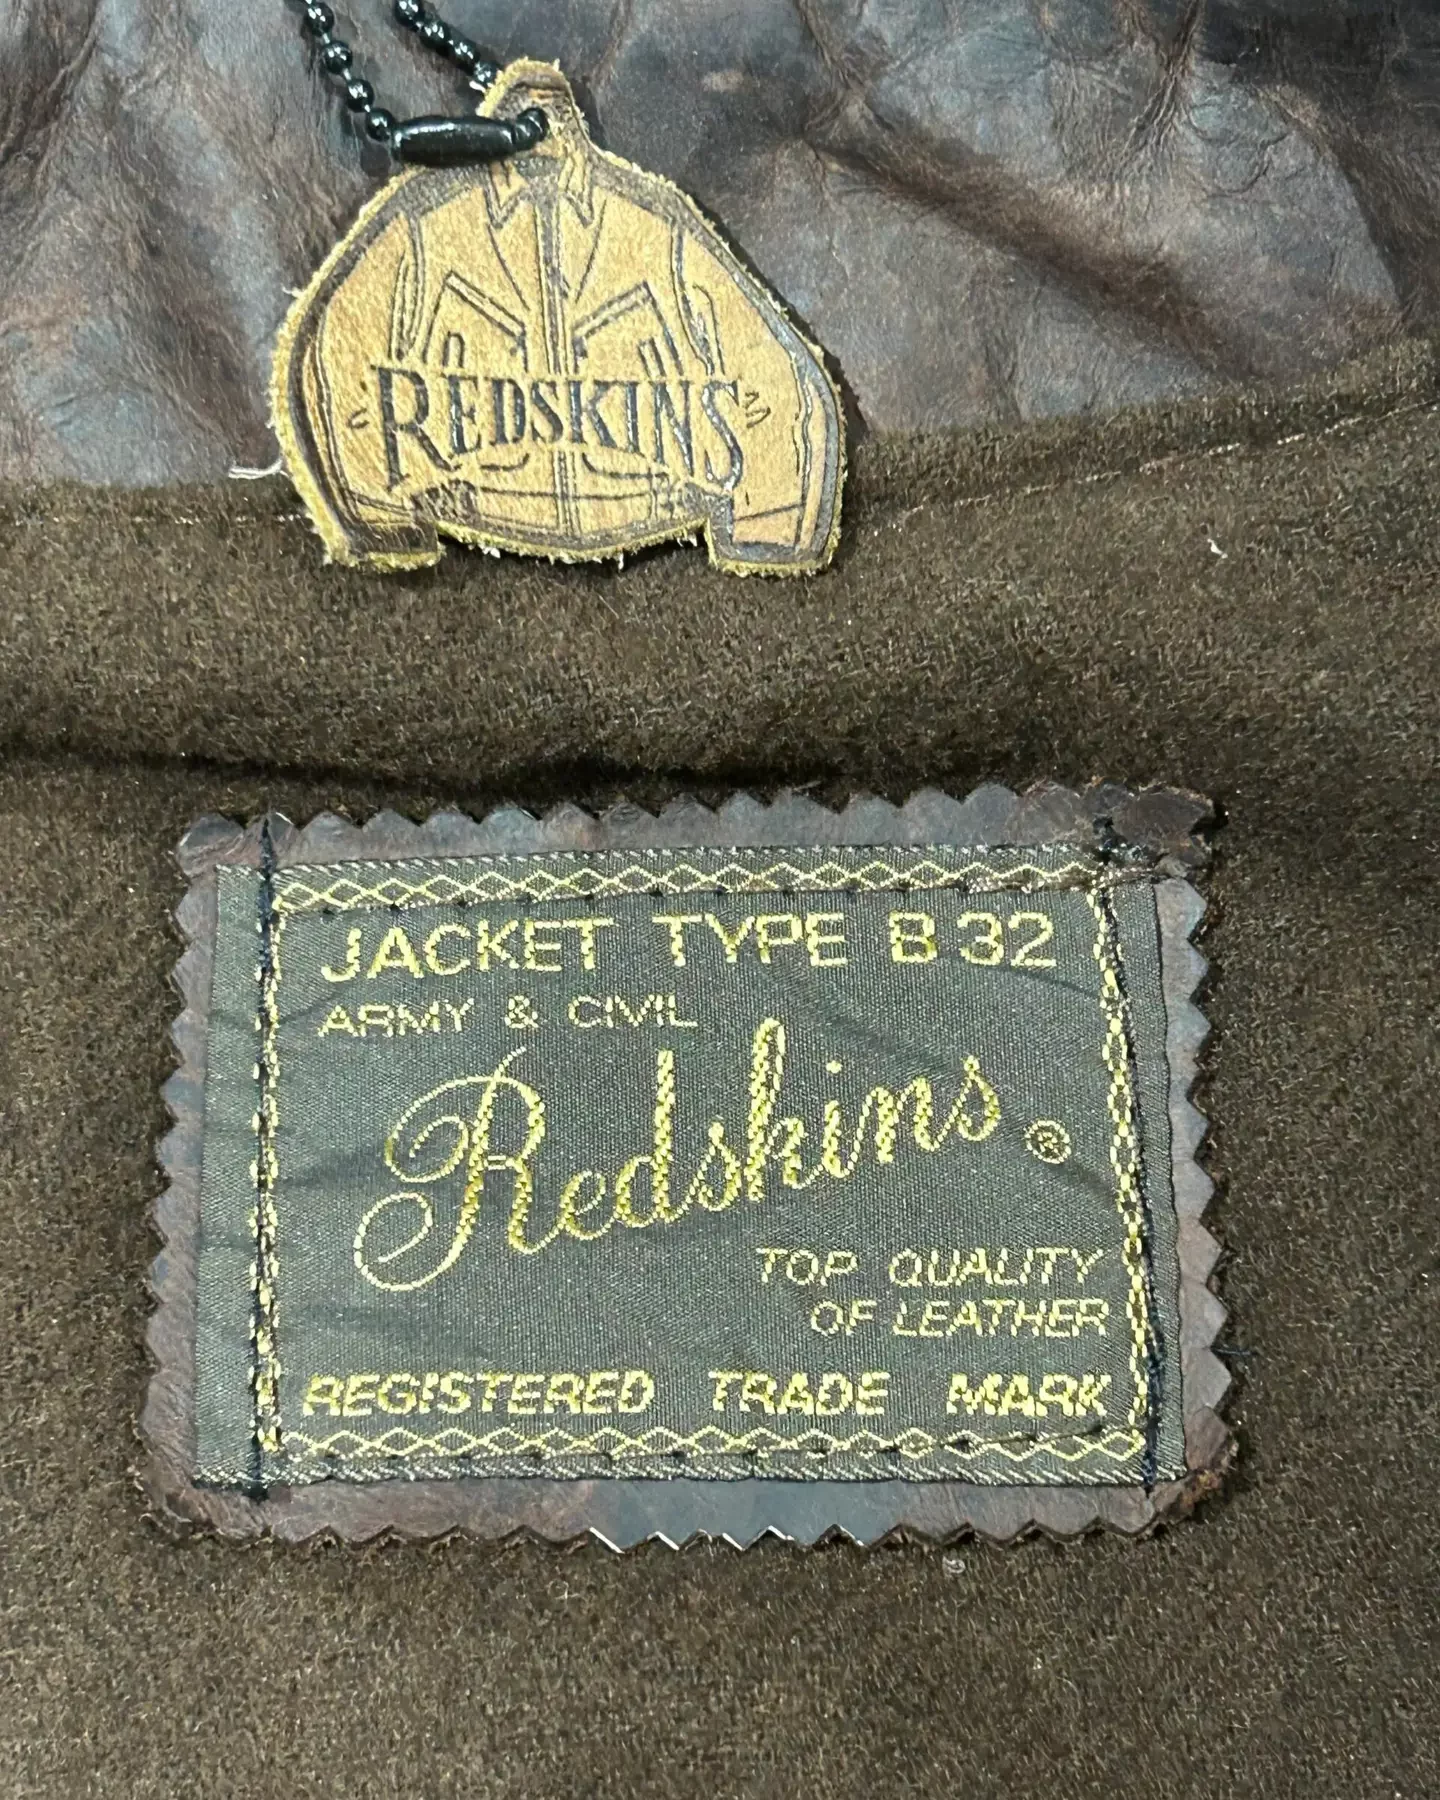 REDSKINS
JACKET TYPE B 32
ARMY & CIVIL
Redskins ®
TOP QUALITY
OF LEATHER
REGISTERED TRADE MARK